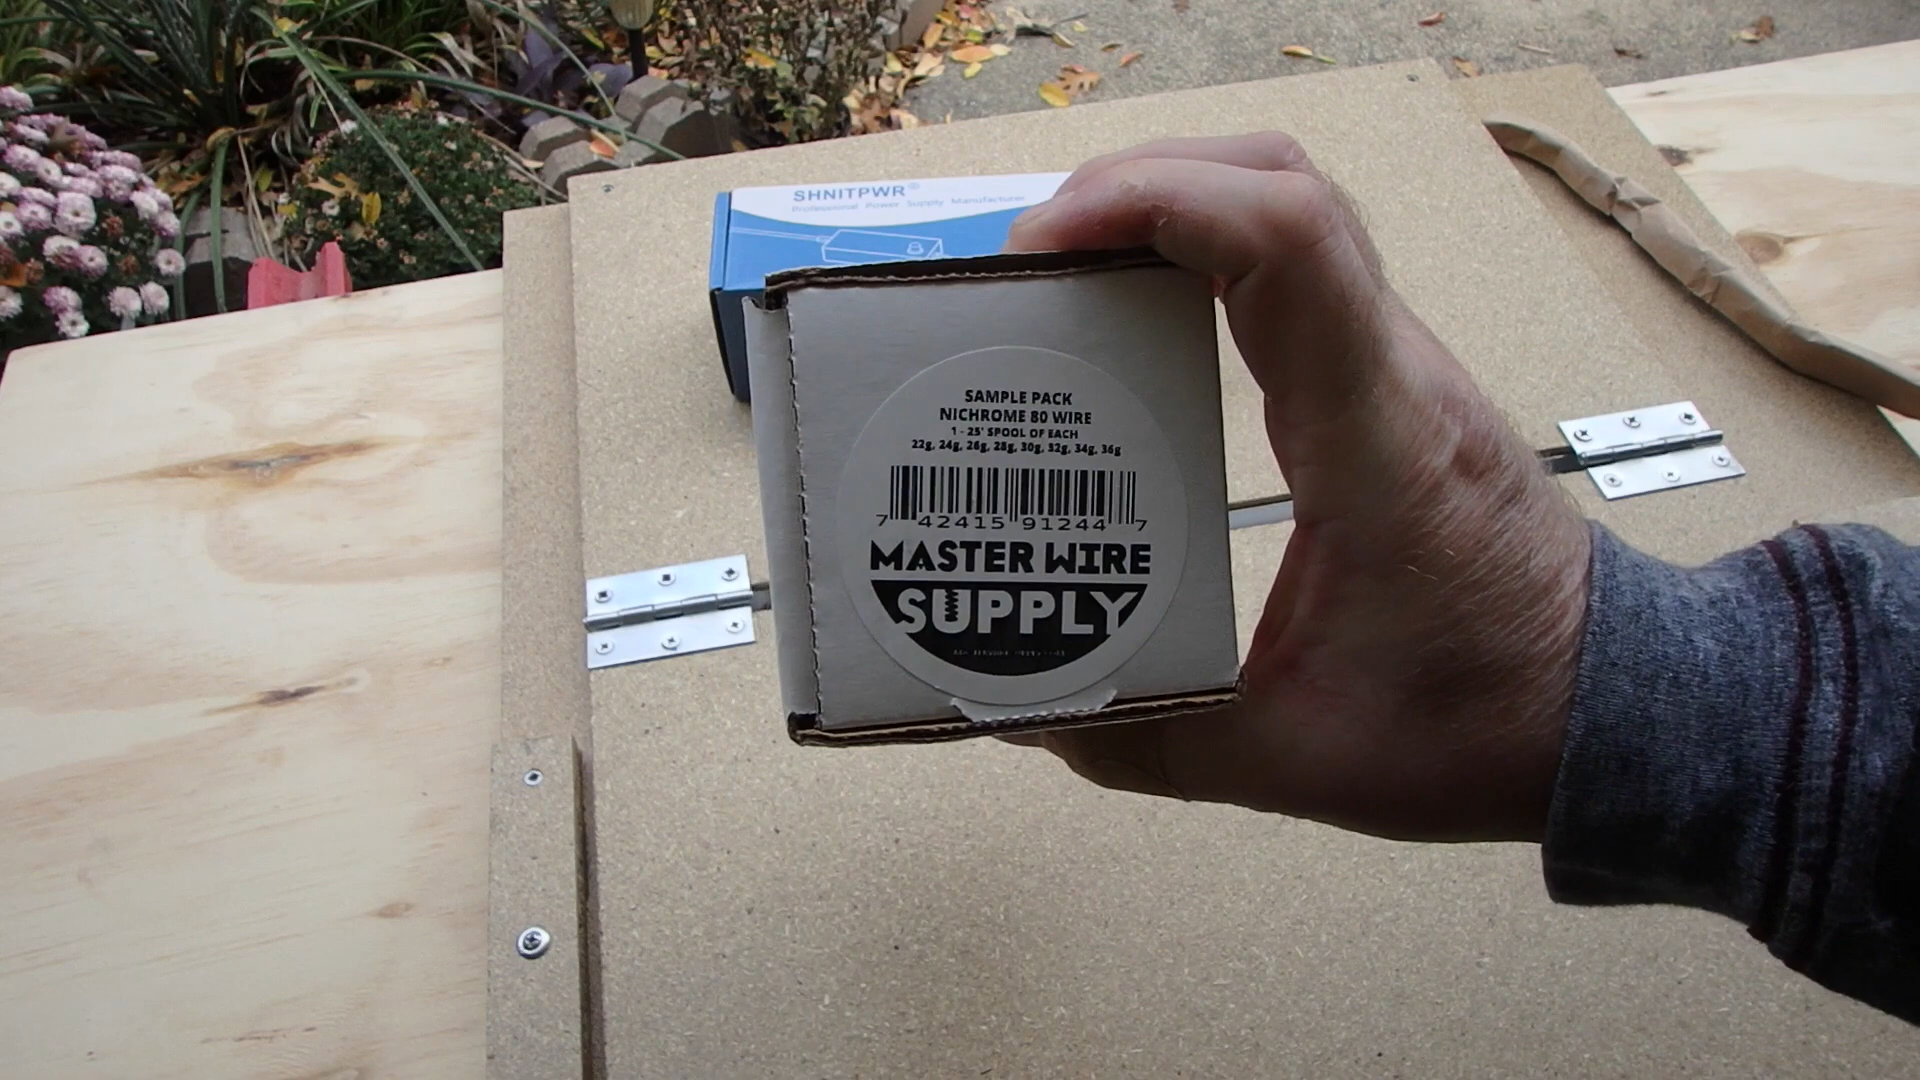 SHNITPWR®
Professional Power Supply Manufacturer
SAMPLE PACK
NICHROME 80 WIRE
1 - 25' SPOOL OF EACH
22g, 24g, 26g, 28g, 30g, 32g, 34g, 36g
7 42415 91244 7
MASTER WIRE
SUPPLY